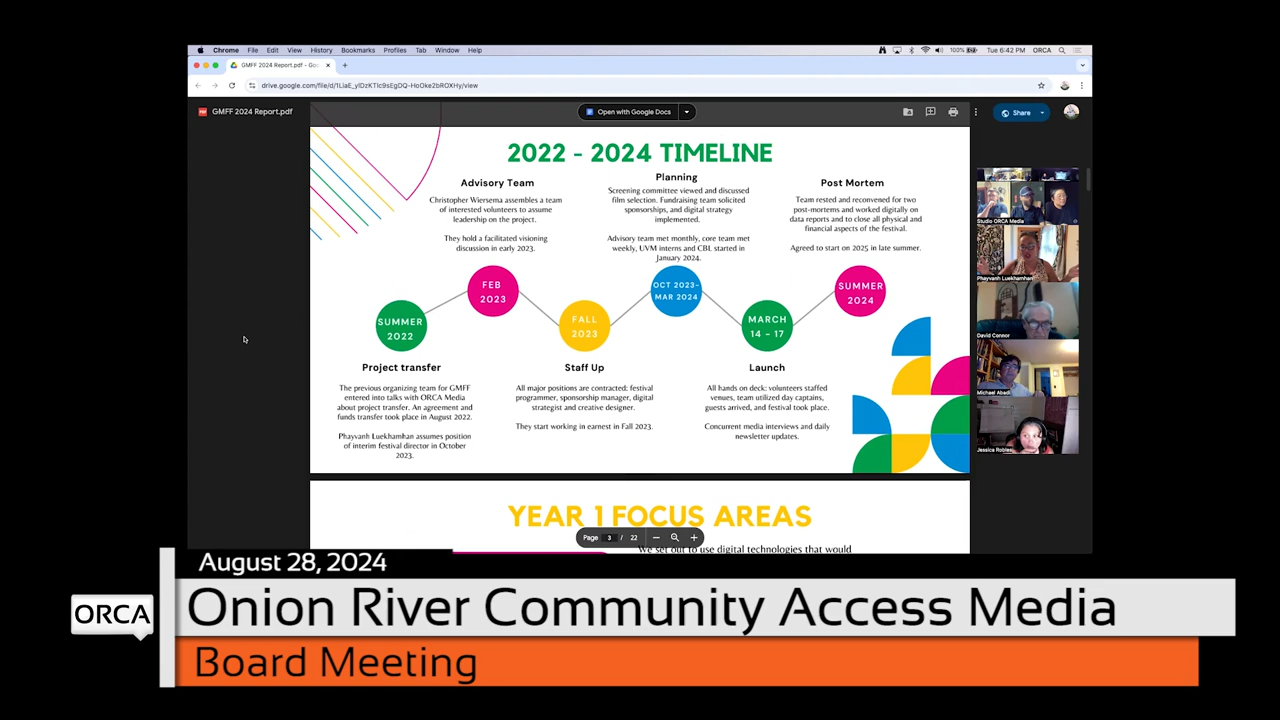 Chrome File Edit View History Bookmarks Profiles Tab Window Help
100% Tue 6:42 PM ORCA
GMFF 2024 Report.pdf - Goo
GMFF 2024 Report.pdf
Open with Google Docs
Share
2022 - 2024 TIMELINE
Advisory Team
Christopher Wiersema assembles a team
of interested volunteers to assume
leadership on the project.
They hold a facilitated visioning
discussion in early 2023.
Planning
Screening committee viewed and discussed
film selection. Fundraising team solicited
sponsorships, and digital strategy
implemented.
Advisory team met monthly, core team met
weekly, UVM interns and CBL started in
January 2024.
Post Mortem
Team rested and reconvened for two
post-mortems and worked digitally on
data reports and to close all physical and
financial aspects of the festival.
Agreed to start on 2025 in late summer.
SUMMER
2022
FEB
2023
FALL
2023
OCT 2023-
MAR 2024
MARCH
14 - 17
SUMMER
2024
Project transfer
The previous organizing team for GMFF
entered into talks with ORCA Media
about project transfer. An agreement and
funds transfer took place in August 2022.
Phayvanh Luekhamhan assumes position
of interim festival director in October
2023.
Staff Up
All major positions are contracted: festival
programmer, sponsorship manager, digital
strategist and creative designer.
They start working in earnest in Fall 2023.
Launch
All hands on deck: volunteers staffed
venues, team utilized day captains,
guests arrived, and festival took place.
Concurrent media interviews and daily
newsletter updates.
Studio ORCA Media
Phayvanh Luekhamhan
David Connor
Michael Abadi
Jessica Robles
YEAR 1 FOCUS AREAS
Page 3 / 22
We set out to use digital technologies that would
August 28, 2024
ORCA
Onion River Community Access Media
Board Meeting